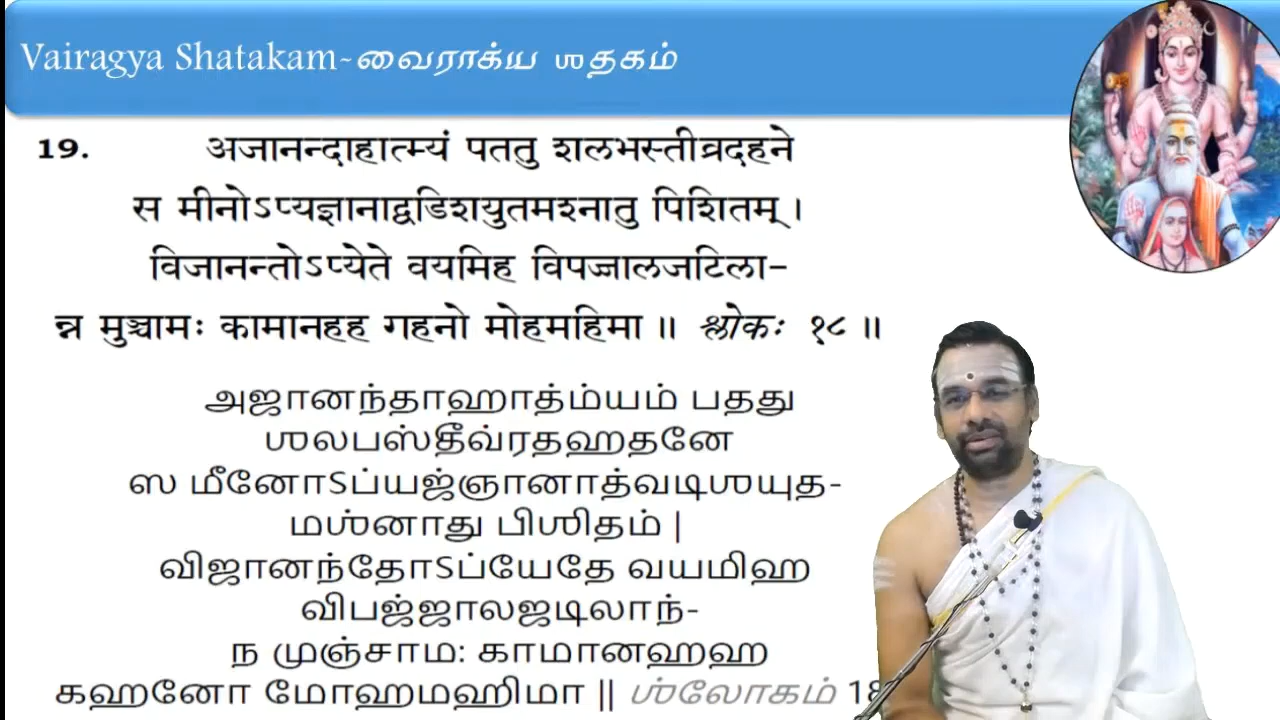 Vairagya Shatakam-வைராக்ய ஶதகம்
19. अजानन्दाहात्म्यं पततु शलभस्तीव्रदहने
स मीनोऽप्यज्ञानाद्वडिशयुतमश्नातु पिशितम् ।
विजानन्तोऽप्येते वयमिह विपज्जालजटिला-
न्न मुञ्चामः कामानहह गहनो मोहमहिमा ॥ श्लोकः १८ ॥
அஜானந்தாஹாத்ம்யம் பதது
ஶலபஸ்தீவ்ரதஹதனே
ஸ மீனோSப்யஜ்ஞானாத்வடிஶயுத-
மஶ்னாது பிஶிதம் |
விஜானந்தோSப்யேதே வயமிஹ
விபஜ்ஜாலஜடிலாந்-
ந முஞ்சாம: காமானஹஹ
கஹனோ மோஹமஹிமா || ஶ்லோகம் 18